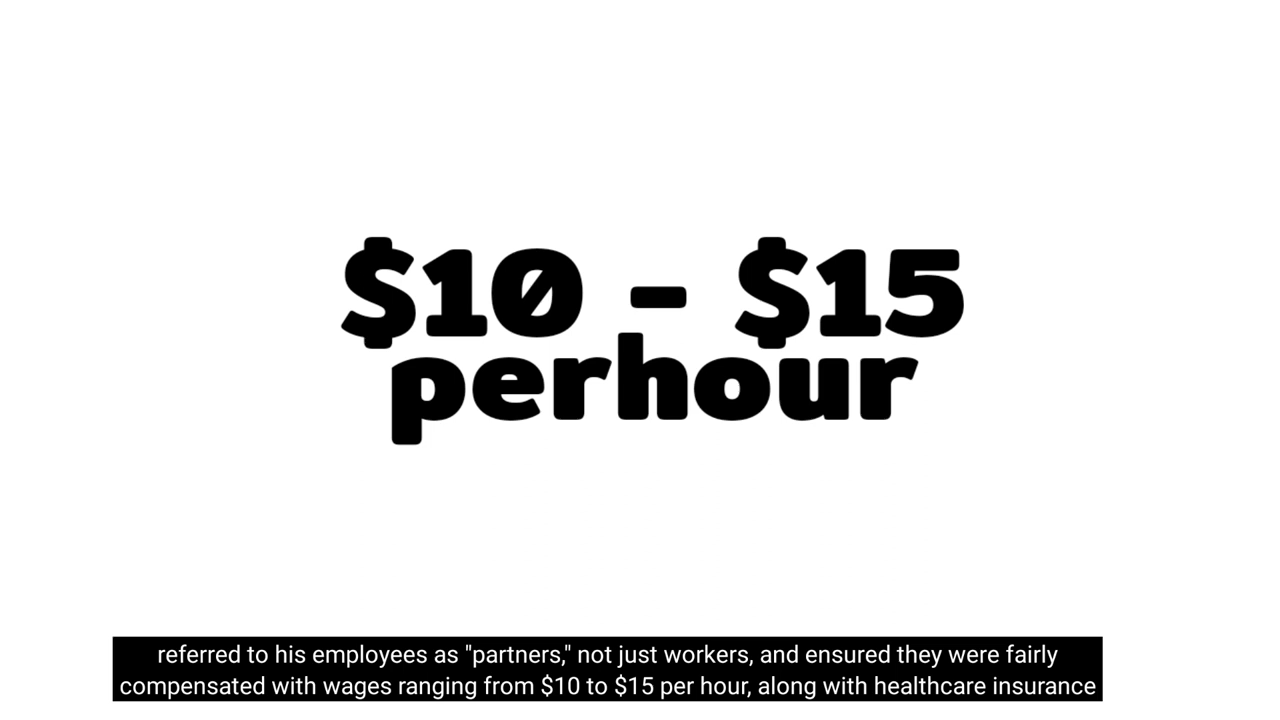 $10 - $15
perhour
referred to his employees as "partners," not just workers, and ensured they were fairly
compensated with wages ranging from $10 to $15 per hour, along with healthcare insurance